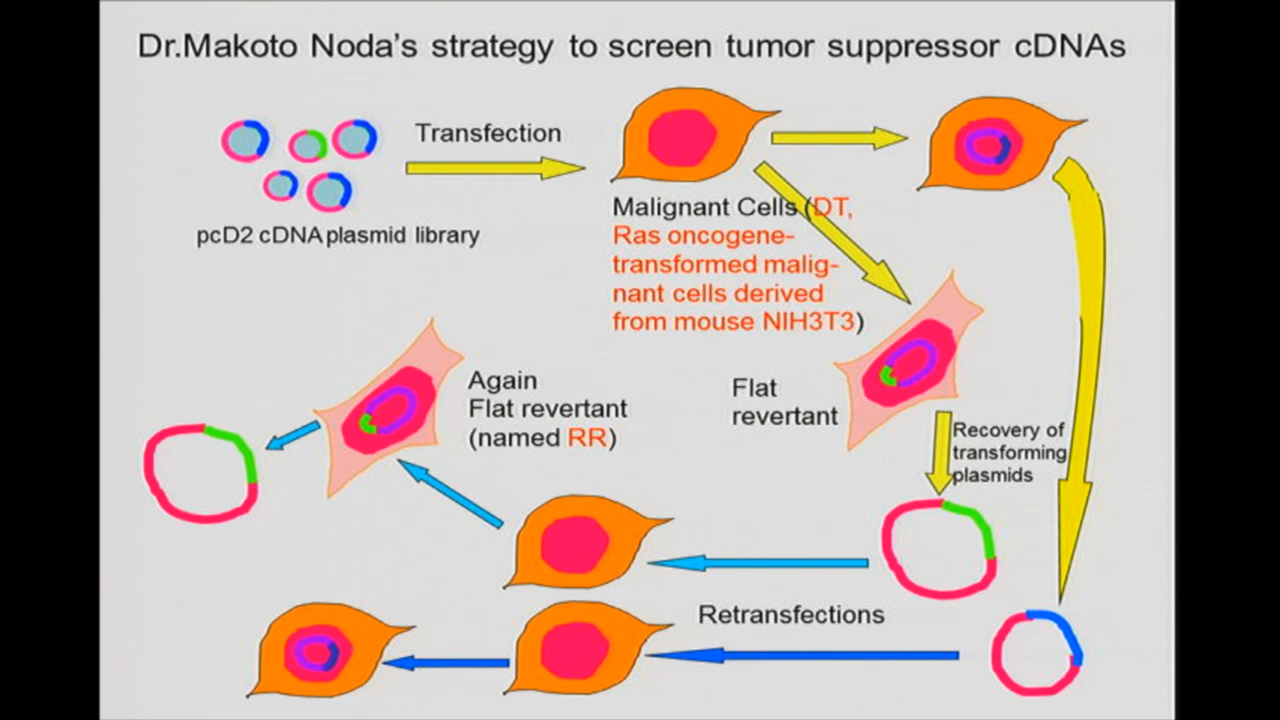 Dr.Makoto Noda's strategy to screen tumor suppressor cDNAs
Transfection
pcD2 cDNA plasmid library
Malignant Cells (DT,
Ras oncogene-
transformed malig-
nant cells derived
from mouse NIH3T3)
Again
Flat revertant
(named RR)
Flat
revertant
Recovery of
transforming
plasmids
Retransfections